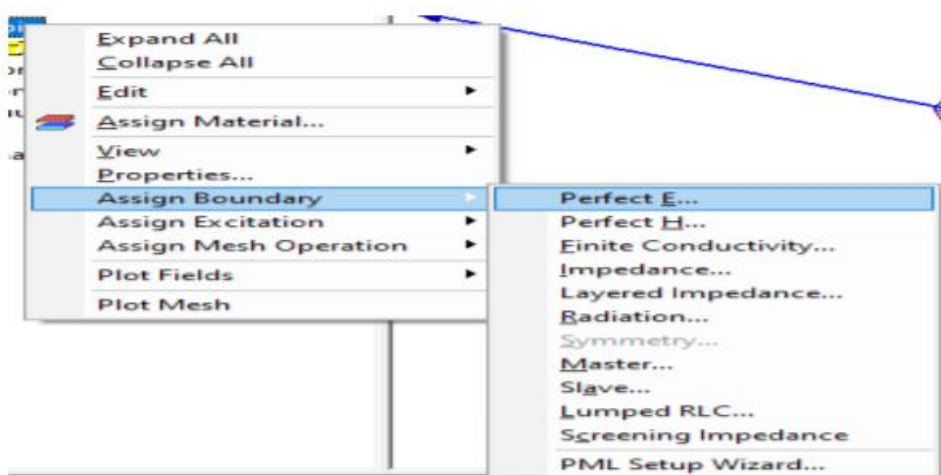 Expand All
Collapse All
Edit
Assign Material...
View
Properties...
Assign Boundary
Assign Excitation
Assign Mesh Operation
Plot Fields
Plot Mesh
Perfect E...
Perfect H...
Finite Conductivity...
Impedance...
Layered Impedance...
Radiation...
Symmetry...
Master...
Slave...
Lumped RLC...
Screening Impedance
PML Setup Wizard...